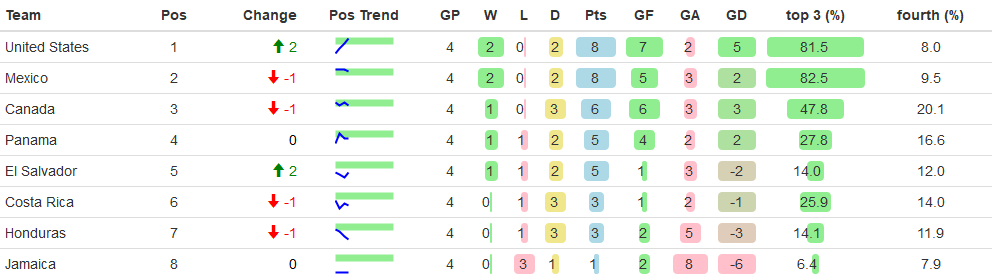 Team Pos Change Pos Trend GP W L D Pts GF GA GD top 3 (%) fourth (%)
United States 1 2 4 2 0 2 8 7 2 5 81.5 8.0
Mexico 2 -1 4 2 0 2 8 5 3 2 82.5 9.5
Canada 3 -1 4 1 0 3 6 6 3 3 47.8 20.1
Panama 4 0 4 1 1 2 5 4 2 2 27.8 16.6
El Salvador 5 2 4 1 1 2 5 1 3 -2 14.0 12.0
Costa Rica 6 -1 4 0 1 3 3 1 2 -1 25.9 14.0
Honduras 7 -1 4 0 1 3 3 2 5 -3 14.1 11.9
Jamaica 8 0 4 0 3 1 1 2 8 -6 6.4 7.9